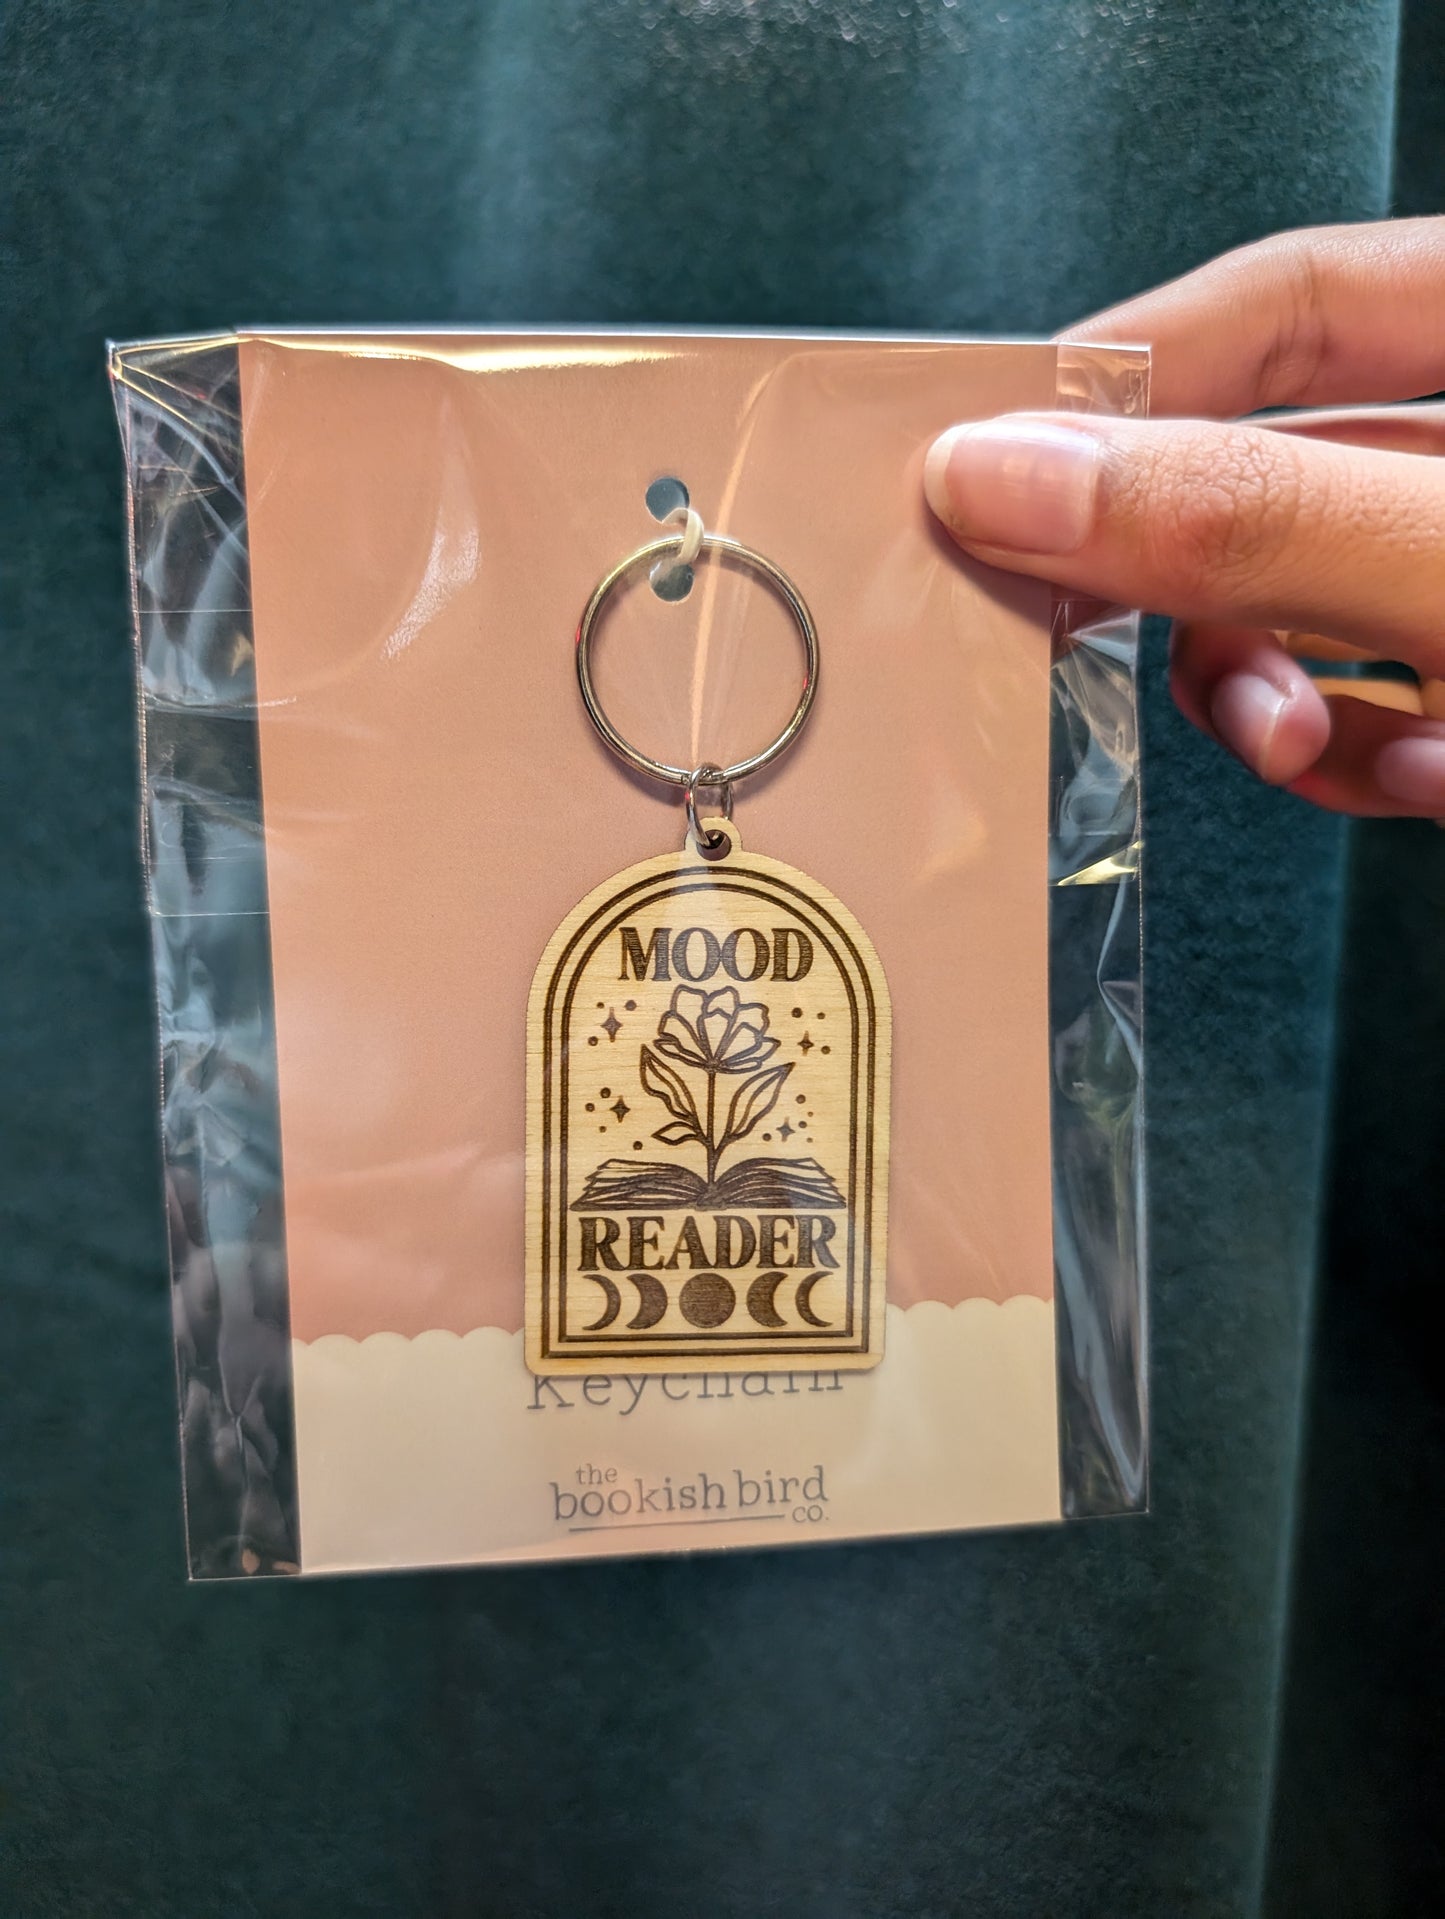 MOOD
READER
Keychain
the
bookish bird
co.